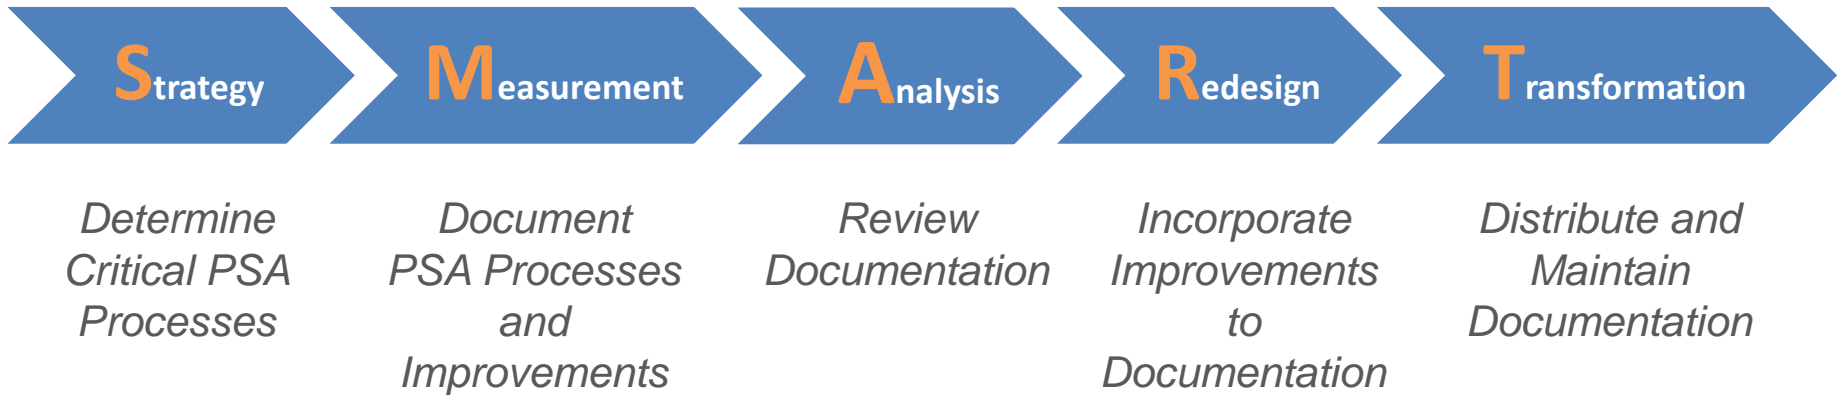 Strategy
Measurement
Analysis
Redesign
Transformation
Determine
Critical PSA
Processes
Document
PSA Processes
and
Improvements
Review
Documentation
Incorporate
Improvements
to
Documentation
Distribute and
Maintain
Documentation